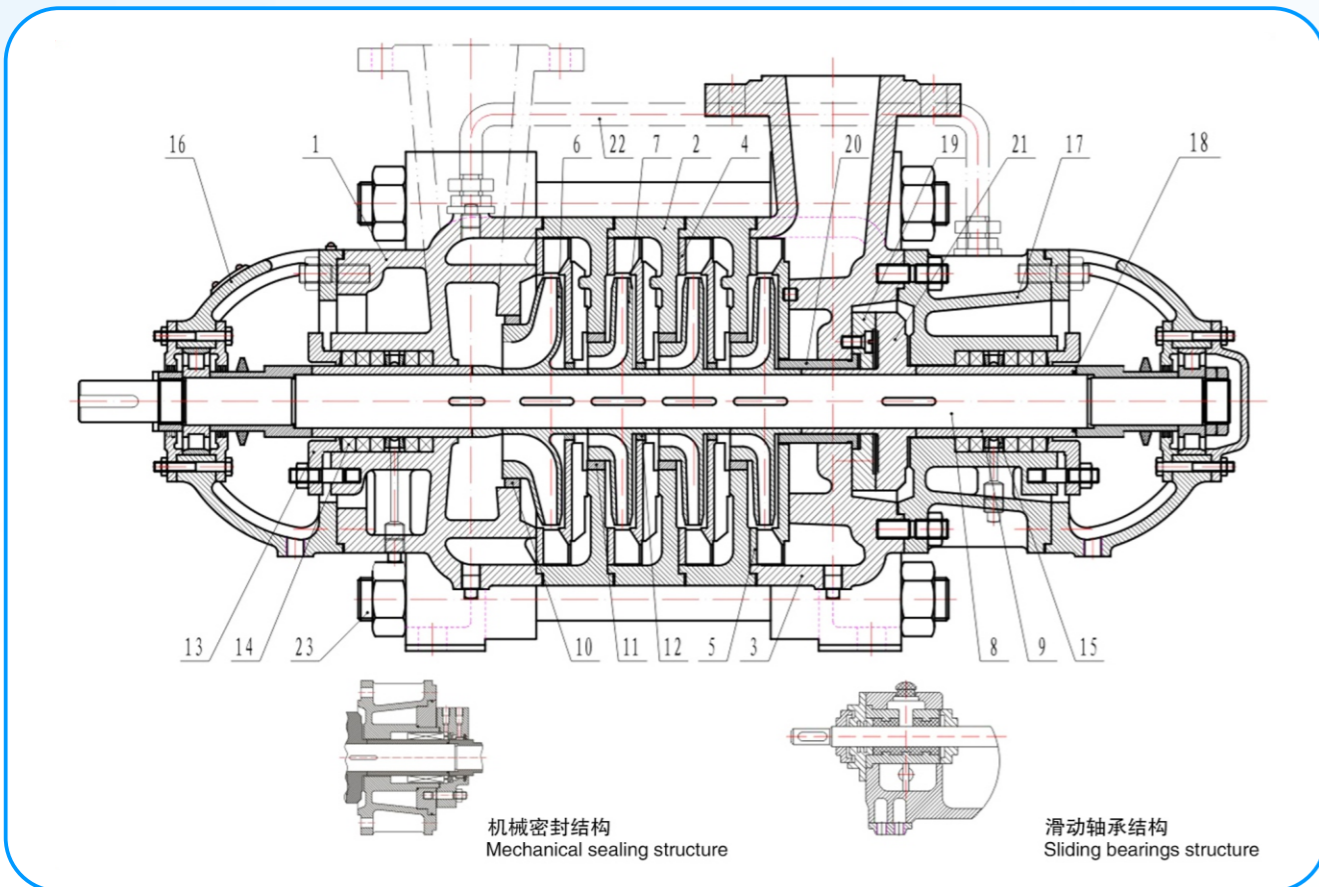 16 1 6 22 7 2 4 20 19 21 17 18
13 14 23 10 11 12 5 3 8 9 15
机械密封结构
Mechanical sealing structure
滑动轴承结构
Sliding bearings structure